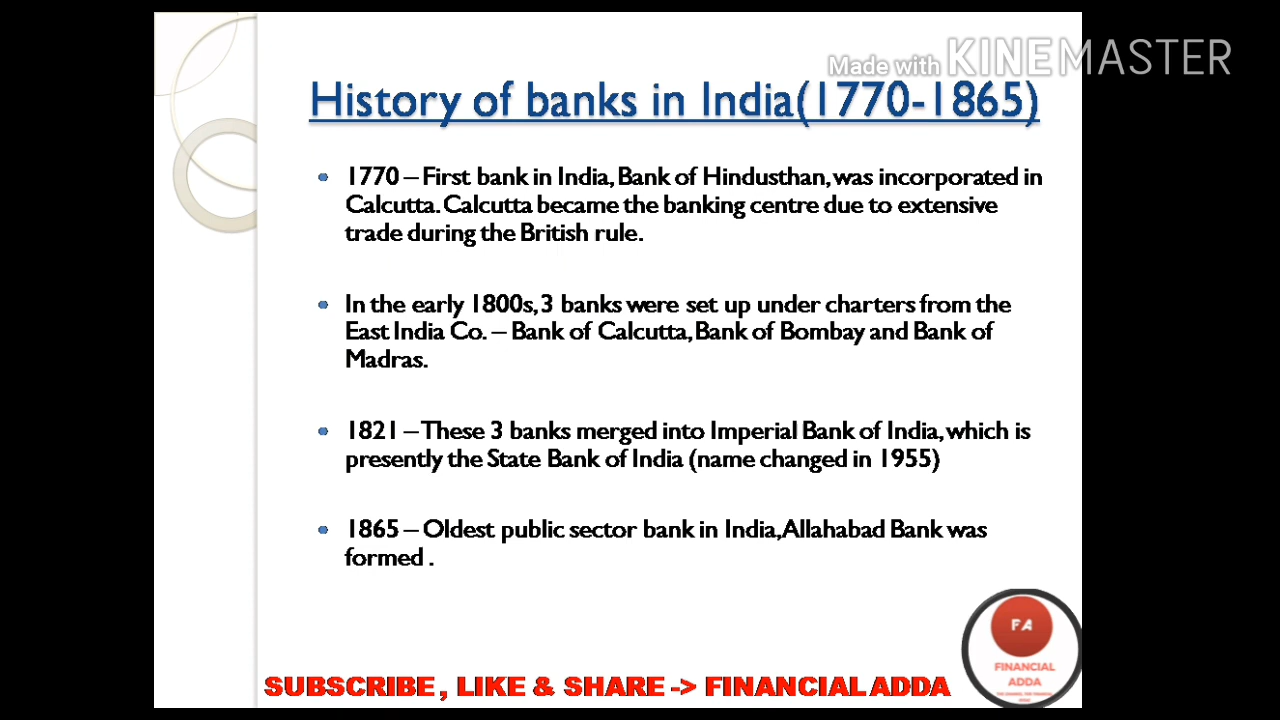 Made with KINEMASTER
History of banks in India(1770-1865)
1770 – First bank in India, Bank of Hindusthan, was incorporated in
Calcutta. Calcutta became the banking centre due to extensive
trade during the British rule.
In the early 1800s, 3 banks were set up under charters from the
East India Co. – Bank of Calcutta, Bank of Bombay and Bank of
Madras.
1821 – These 3 banks merged into Imperial Bank of India, which is
presently the State Bank of India (name changed in 1955)
1865 – Oldest public sector bank in India, Allahabad Bank was
formed .
FA
FINANCIAL
ADDA
SUBSCRIBE , LIKE & SHARE -> FINANCIAL ADDA